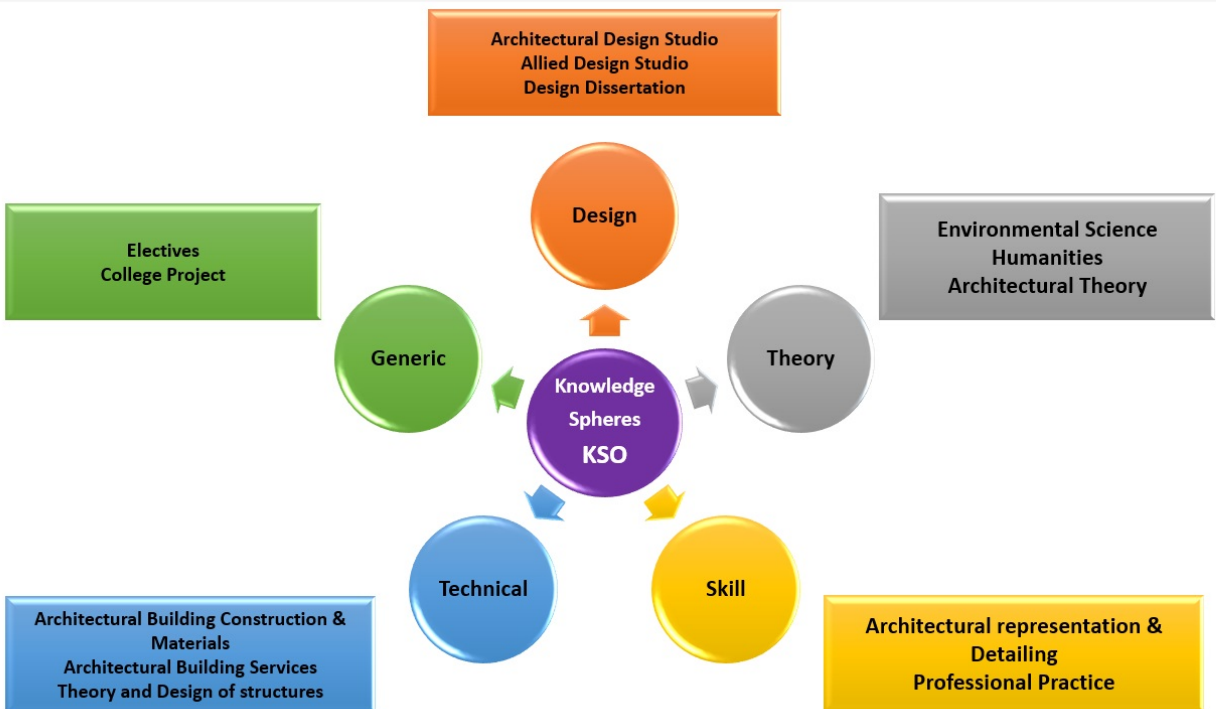 Architectural Design Studio
Allied Design Studio
Design Dissertation
Design
Electives
College Project
Generic
Environmental Science
Humanities
Architectural Theory
Theory
Knowledge
Spheres
KSO
Technical
Architectural Building Construction &
Materials
Architectural Building Services
Theory and Design of structures
Skill
Architectural representation &
Detailing
Professional Practice